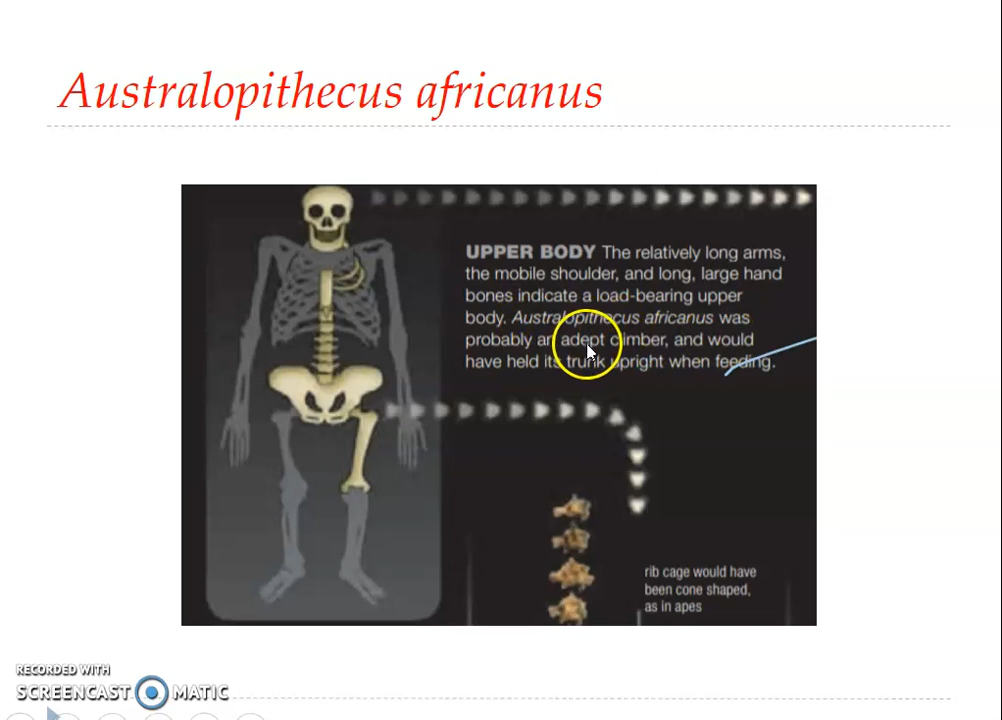 Australopithecus africanus
UPPER BODY The relatively long arms,
the mobile shoulder, and long, large hand
bones indicate a load-bearing upper
body. Australopithecus africanus was
probably an adept climber, and would
have held its trunk upright when feeding.
rib cage would have
been cone shaped,
as in apes
RECORDED WITH
SCREENCAST MATIC